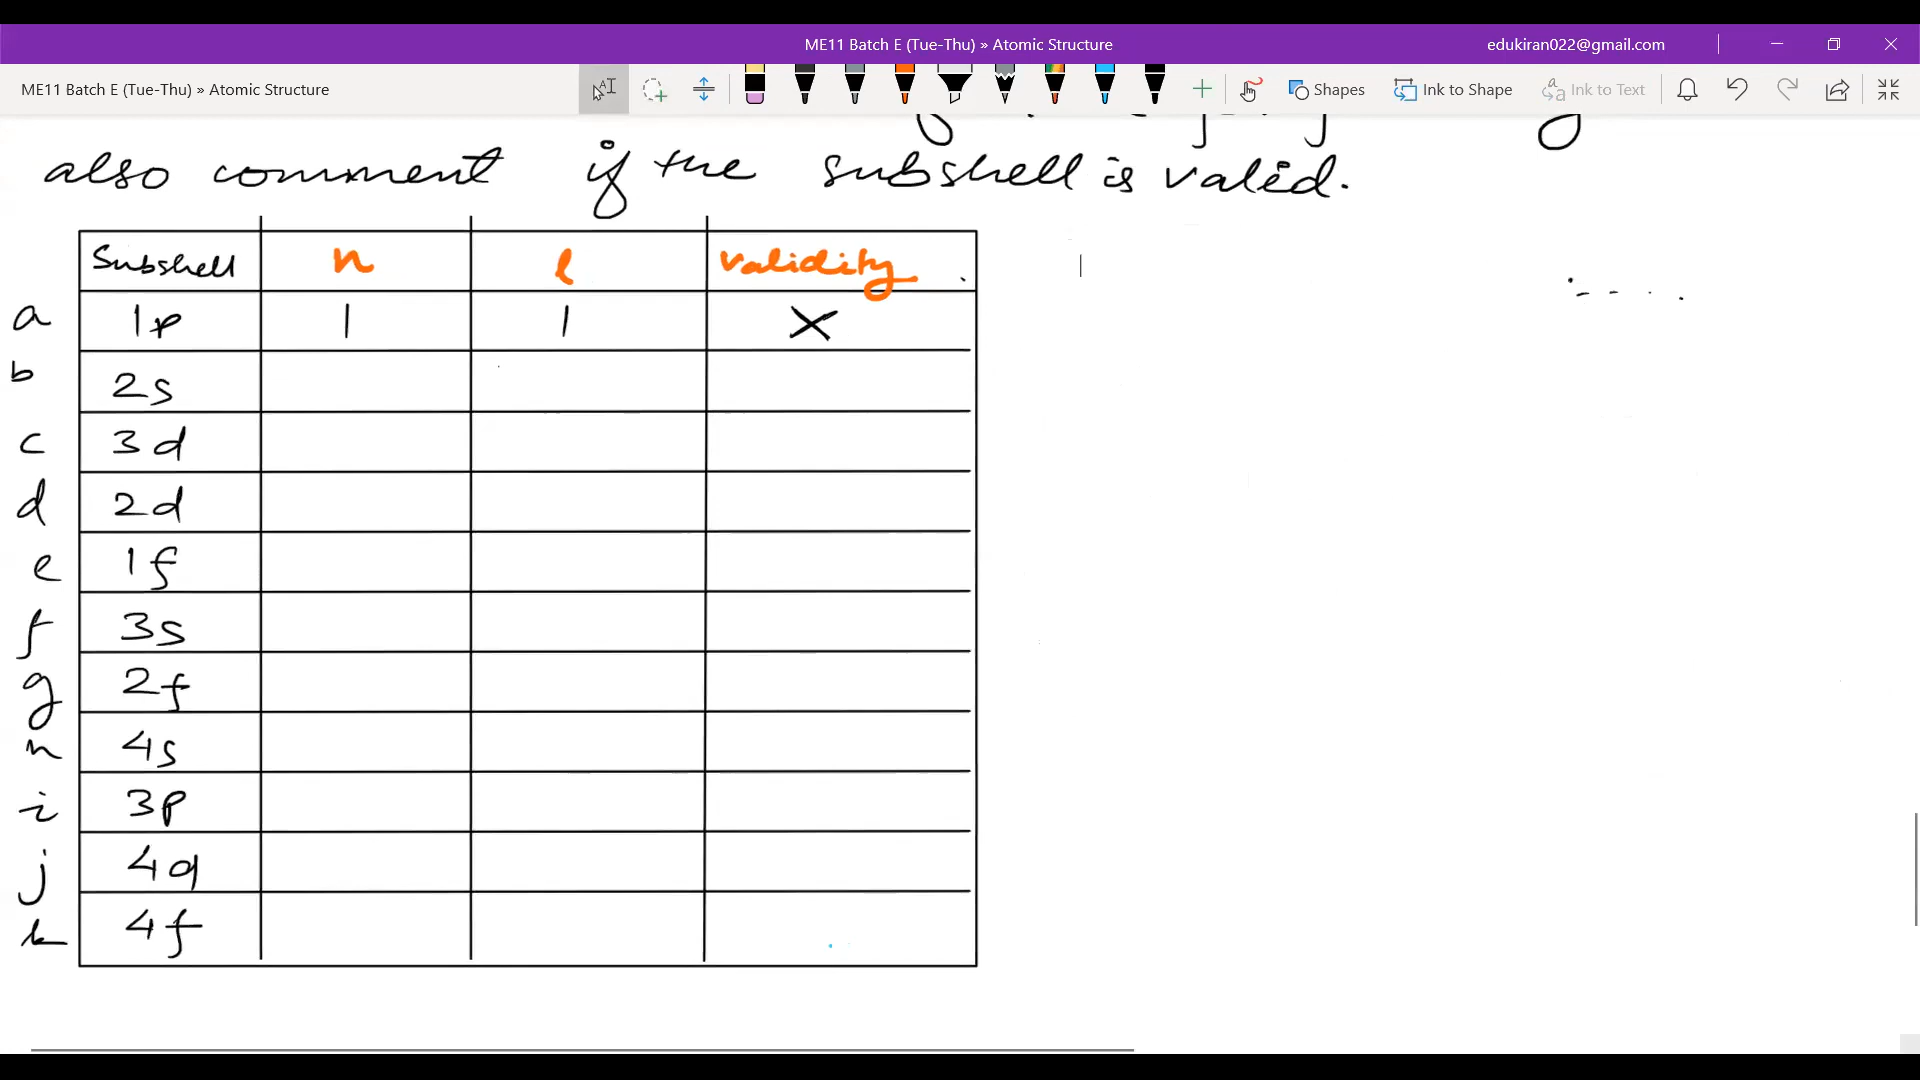 ME11 Batch E (Tue-Thu) » Atomic Structure
edukiran022@gmail.com
ME11 Batch E (Tue-Thu) » Atomic Structure
Shapes
Ink to Shape
Ink to Text
also comment if the subshell is valid.
Subshell n l validity
a 1p 1 1 X
b 2s
c 3d
d 2d
e 1f
f 3s
g 2f
h 4s
i 3p
j 4g
k 4f